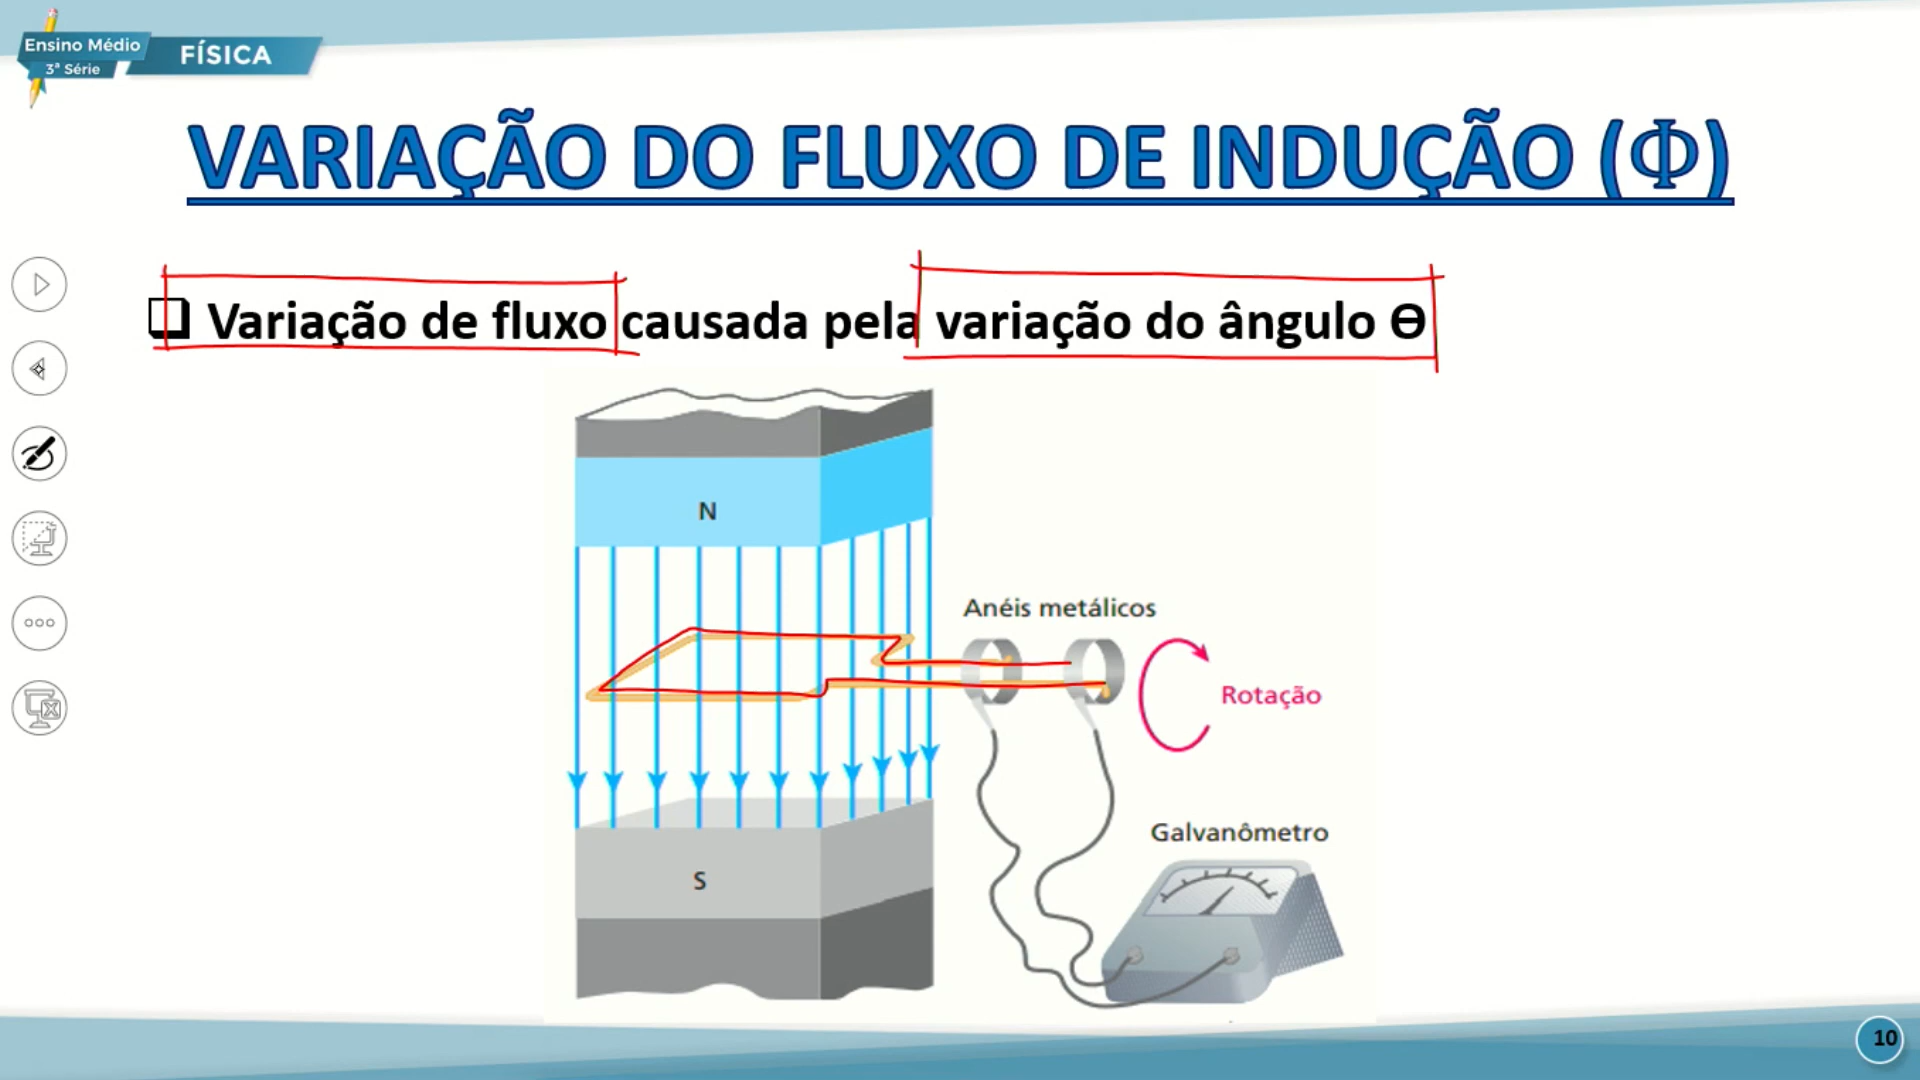 Ensino Médio
3ª Série
FÍSICA
VARIAÇÃO DO FLUXO DE INDUÇÃO (Φ)
Variação de fluxo causada pela variação do ângulo Ɵ
N
Anéis metálicos
Rotação
Galvanômetro
S
10